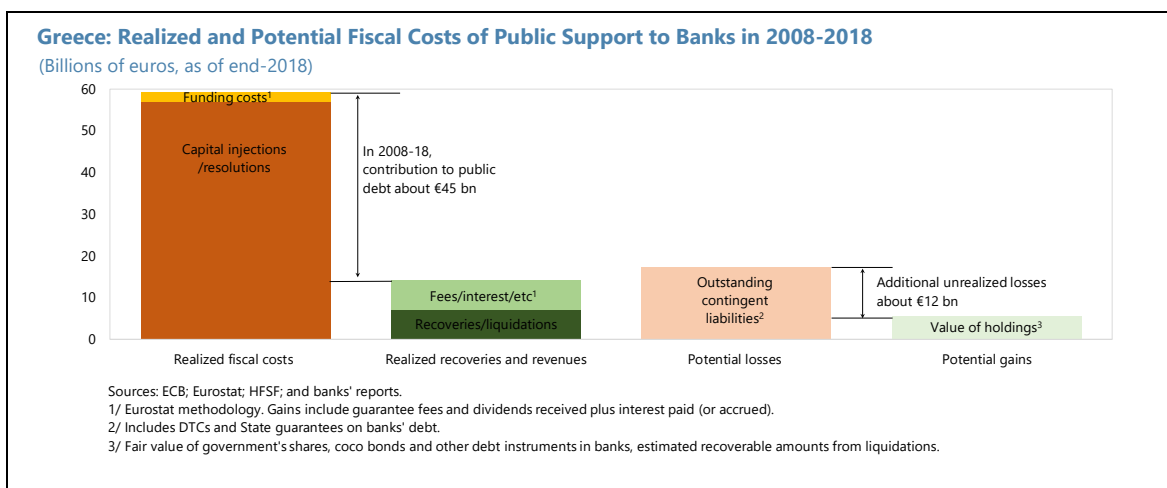 Greece: Realized and Potential Fiscal Costs of Public Support to Banks in 2008-2018
(Billions of euros, as of end-2018)
60
50
40
30
20
10
0
Funding costs¹
Capital injections
/resolutions
In 2008-18,
contribution to public
debt about €45 bn
Fees/interest/etc¹
Recoveries/liquidations
Outstanding
contingent
liabilities²
Additional unrealized losses
about €12 bn
Value of holdings³
Realized fiscal costs
Realized recoveries and revenues
Potential losses
Potential gains
Sources: ECB; Eurostat; HFSF; and banks' reports.
1/ Eurostat methodology. Gains include guarantee fees and dividends received plus interest paid (or accrued).
2/ Includes DTCs and State guarantees on banks' debt.
3/ Fair value of government's shares, coco bonds and other debt instruments in banks, estimated recoverable amounts from liquidations.